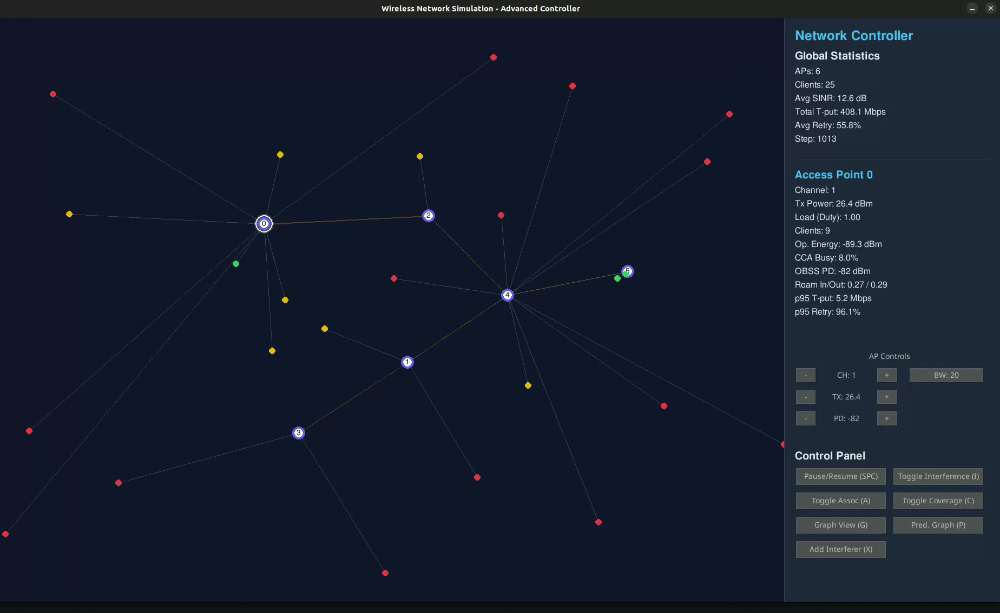 Wireless Network Simulation - Advanced Controller
Network Controller
Global Statistics
APs: 6
Clients: 25
Avg SINR: 12.6 dB
Total T-put: 408.1 Mbps
Avg Retry: 55.8%
Step: 1013
Access Point 0
Channel: 1
Tx Power: 26.4 dBm
Load (Duty): 1.00
Clients: 9
Op. Energy: -89.3 dBm
CCA Busy: 8.0%
OBSS PD: -82 dBm
Roam In/Out: 0.27 / 0.29
p95 T-put: 5.2 Mbps
p95 Retry: 96.1%
AP Controls
- CH: 1 + BW: 20
- TX: 26.4 +
- PD: -82 +
Control Panel
Pause/Resume (SPC) Toggle Interference (I)
Toggle Assoc (A) Toggle Coverage (C)
Graph View (G) Pred. Graph (P)
Add Interferer (X)
2
0
5
4
1
3